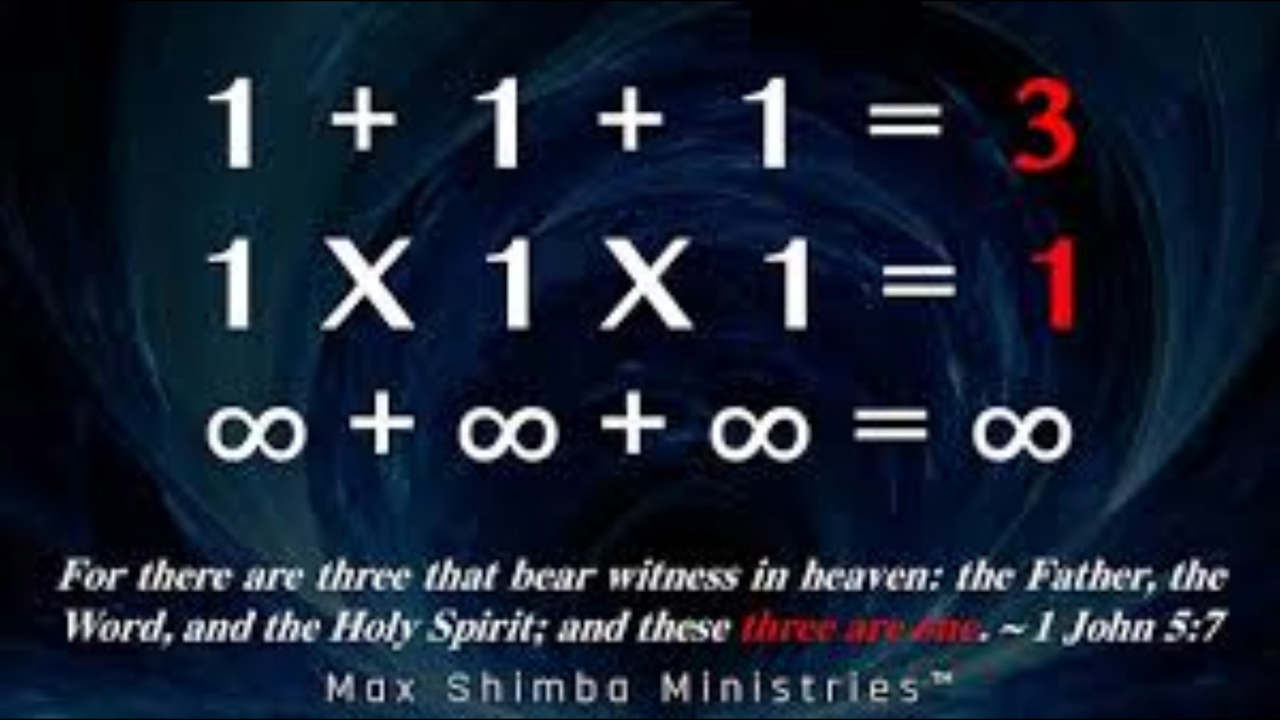 1 + 1 + 1 = 3
1 X 1 X 1 = 1
∞ + ∞ + ∞ = ∞
For there are three that bear witness in heaven: the Father, the
Word, and the Holy Spirit; and these three are one. ~ 1 John 5:7
Max Shimba Ministries™